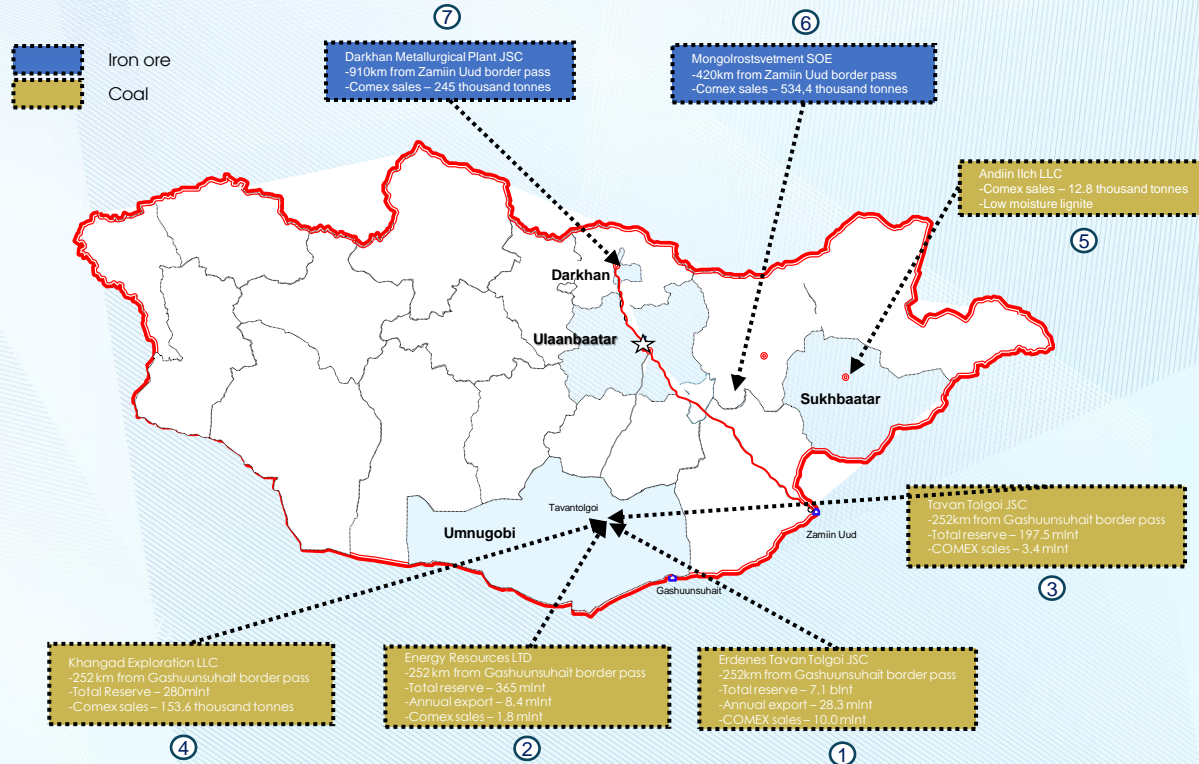 ⑦
⑥
Iron ore
Coal
Darkhan Metallurgical Plant JSC
-910km from Zamiin Uud border pass
-Comex sales – 245 thousand tonnes
Mongolrostsvetment SOE
-420km from Zamiin Uud border pass
-Comex sales – 534,4 thousand tonnes
Andiin Ilch LLC
-Comex sales – 12.8 thousand tonnes
-Low moisture lignite
⑤
Darkhan
Ulaanbaatar
Sukhbaatar
Tavantolgoi
Umnugobi
Zamiin Uud
Gashuunsuhait
Tavan Tolgoi JSC
-252km from Gashuunsuhait border pass
-Total reserve – 197.5 mlnt
-COMEX sales – 3.4 mlnt
③
Khangad Exploration LLC
-252km from Gashuunsuhait border pass
-Total Reserve – 280mlnt
-Comex sales – 153.6 thousand tonnes
④
Energy Resources LTD
-252km from Gashuunsuhait border pass
-Total reserve – 365 mlnt
-Annual export – 8.4 mlnt
-Comex sales – 1.8 mlnt
②
Erdenes Tavan Tolgoi JSC
-252km from Gashuunsuhait border pass
-Total reserve – 7.1 blnt
-Annual export – 28.3 mlnt
-COMEX sales – 10.0 mlnt
①